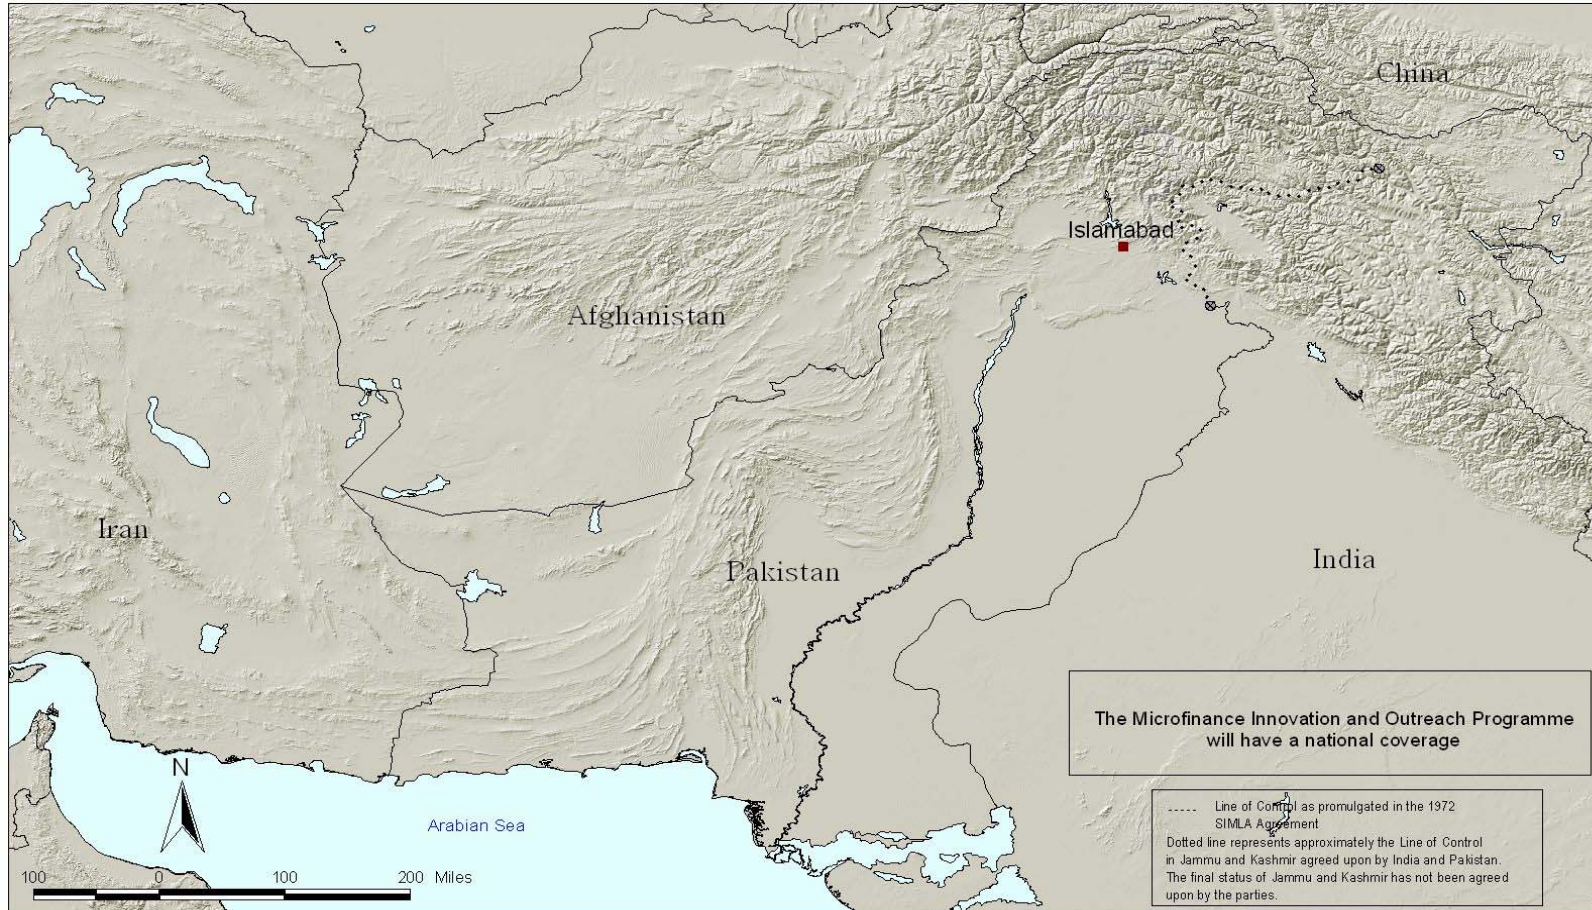 China
Islamabad
Afghanistan
Iran
Pakistan
India
The Microfinance Innovation and Outreach Programme
will have a national coverage
N
Arabian Sea
----- Line of Control as promulgated in the 1972
SIMLA Agreement
Dotted line represents approximately the Line of Control
in Jammu and Kashmir agreed upon by India and Pakistan.
The final status of Jammu and Kashmir has not been agreed
upon by the parties.
100 0 100 200 Miles